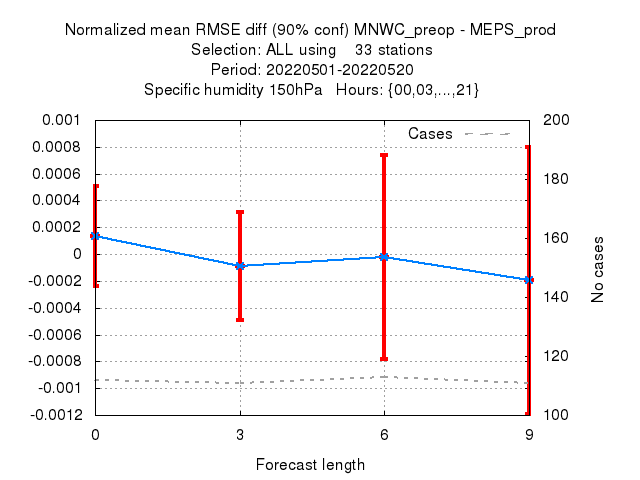 Normalized mean RMSE diff (90% conf) MNWC_preop - MEPS_prod
Selection: ALL using    33 stations
Period: 20220501-20220520
Specific humidity 150hPa   Hours: {00,03,...,21}
Cases
0.001
0.0008
0.0006
0.0004
0.0002
0
-0.0002
-0.0004
-0.0006
-0.0008
-0.001
-0.0012
200
180
160
140
120
100
No cases
0 3 6 9
Forecast length